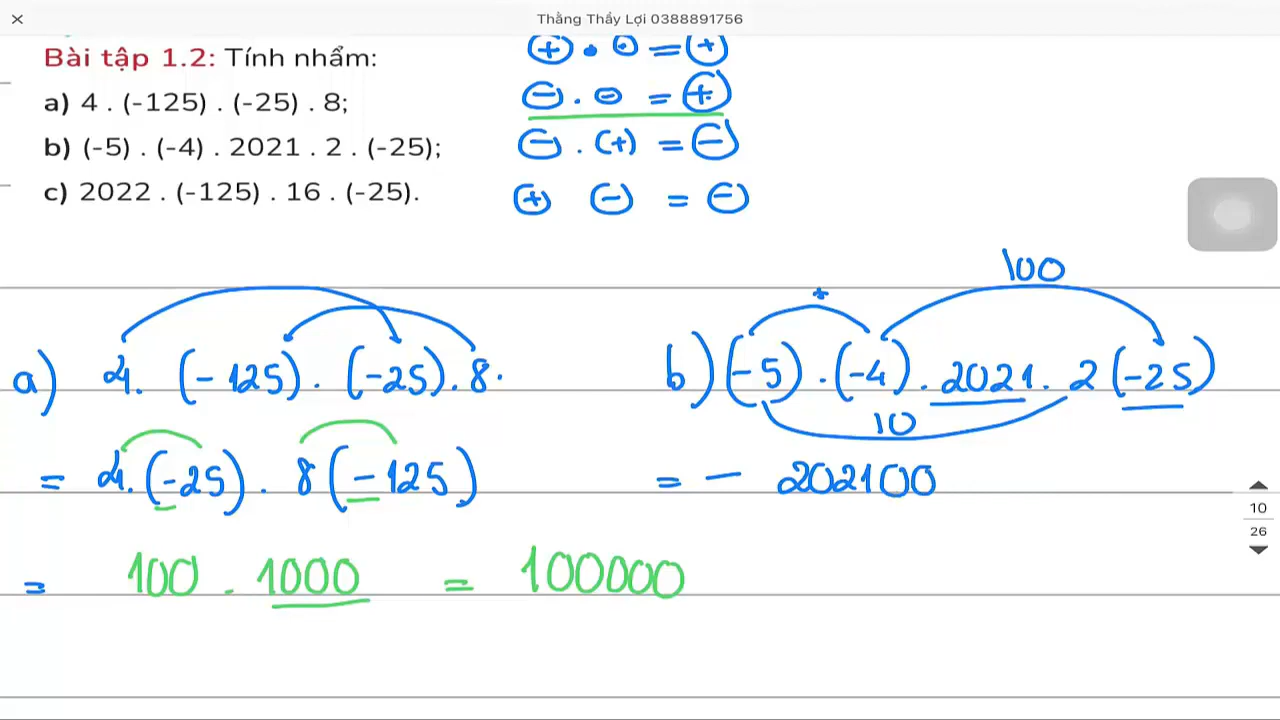 Thằng Thầy Lợi 0388891756
Bài tập 1.2: Tính nhẩm:
a) 4 . (-125) . (-25) . 8;
b) (-5) . (-4) . 2021 . 2 . (-25);
c) 2022 . (-125) . 16 . (-25).
(+) . (.) = (+)
(-) . (-) = (+)
(-) . (+) = (-)
(+) (-) = (-)
a) 4. (-125) . (-25) . 8.
= 4. (-25) . 8 (-125)
= 100 . 1000 = 100000
100
+
b) (-5) . (-4) . 2021 . 2 (-25)
10
= - 202100
10
26